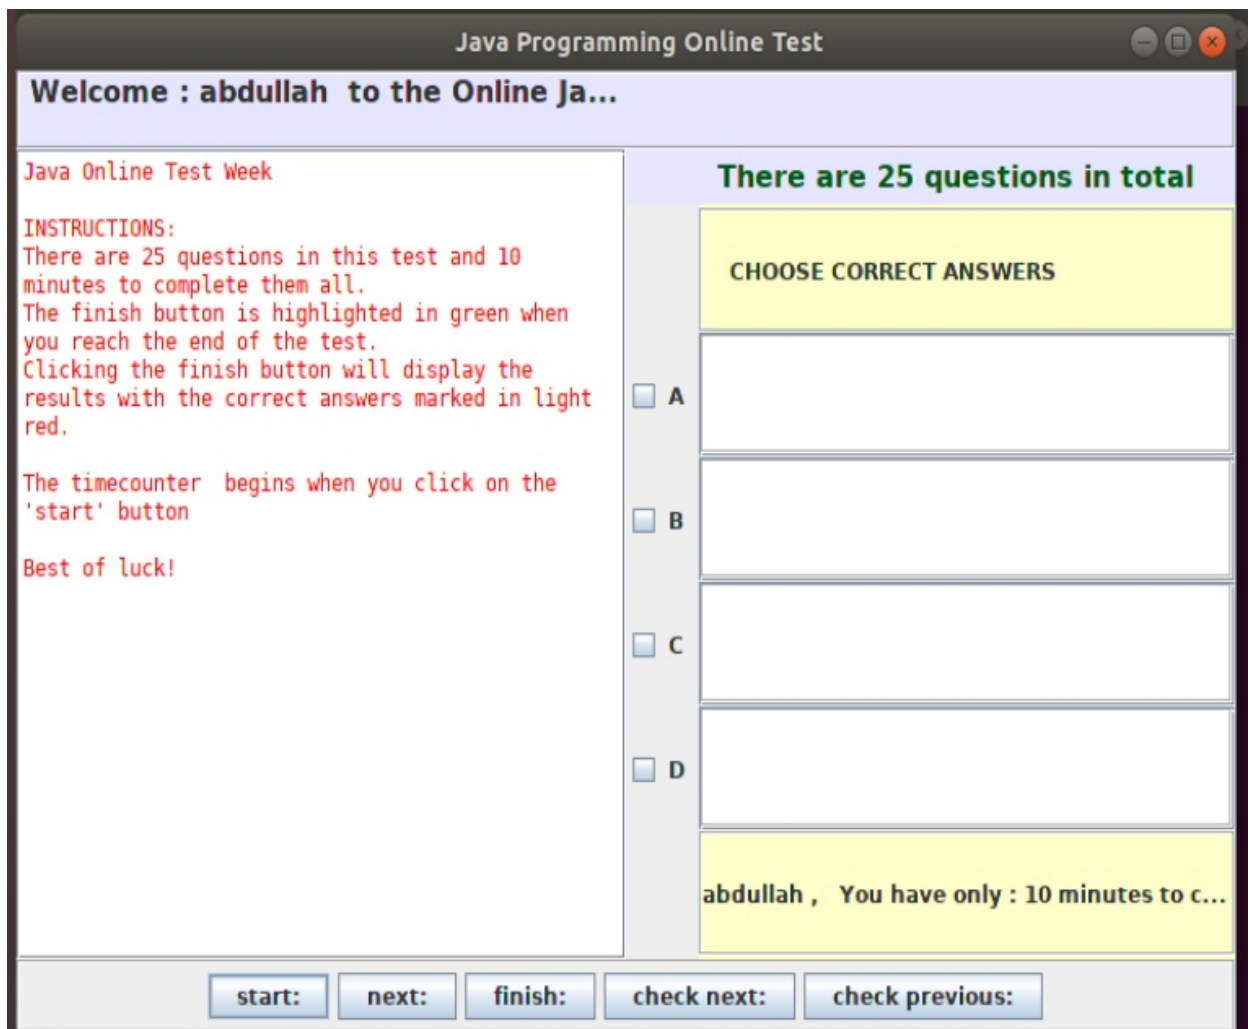 Java Programming Online Test
Welcome : abdullah  to the Online Ja...
Java Online Test Week
INSTRUCTIONS:
There are 25 questions in this test and 10
minutes to complete them all.
The finish button is highlighted in green when
you reach the end of the test.
Clicking the finish button will display the
results with the correct answers marked in light
red.
The timecounter  begins when you click on the
'start' button
Best of luck!
There are 25 questions in total
CHOOSE CORRECT ANSWERS
A
B
C
D
abdullah ,   You have only : 10 minutes to c...
start:
next:
finish:
check next:
check previous: